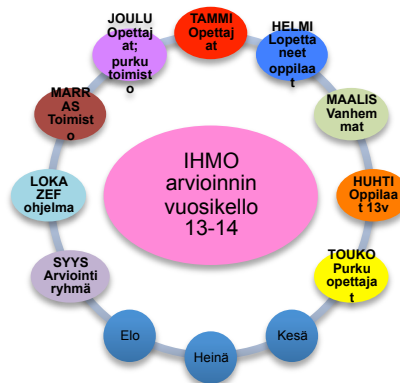 TAMMI
Opettaj
at
HELMI
Lopetta
neet
oppilaa
t
MAALIS
Vanhem
mat
HUHTI
Oppilaa
t 13v
TOUKO
Purku
opettaja
t
Kesä
Heinä
Elo
SYYS
Arviointi
ryhmä
LOKA
ZEF
ohjelma
MARR
AS
Toimist
o
JOULU
Opettaj
at;
purku
toimist
o
IHMO
arvioinnin
vuosikello
13-14